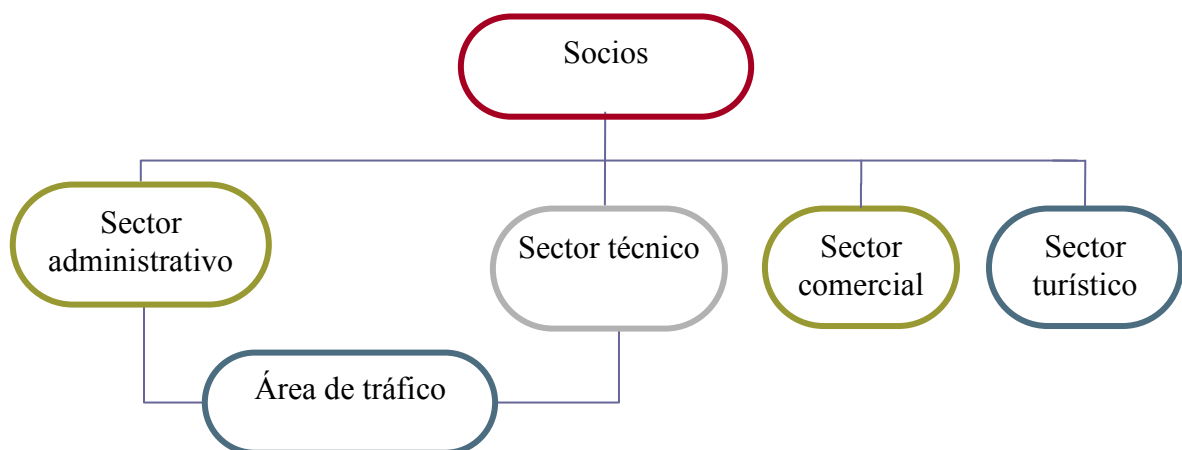 Socios
Sector
administrativo
Sector técnico
Sector
comercial
Sector
turístico
Área de tráfico